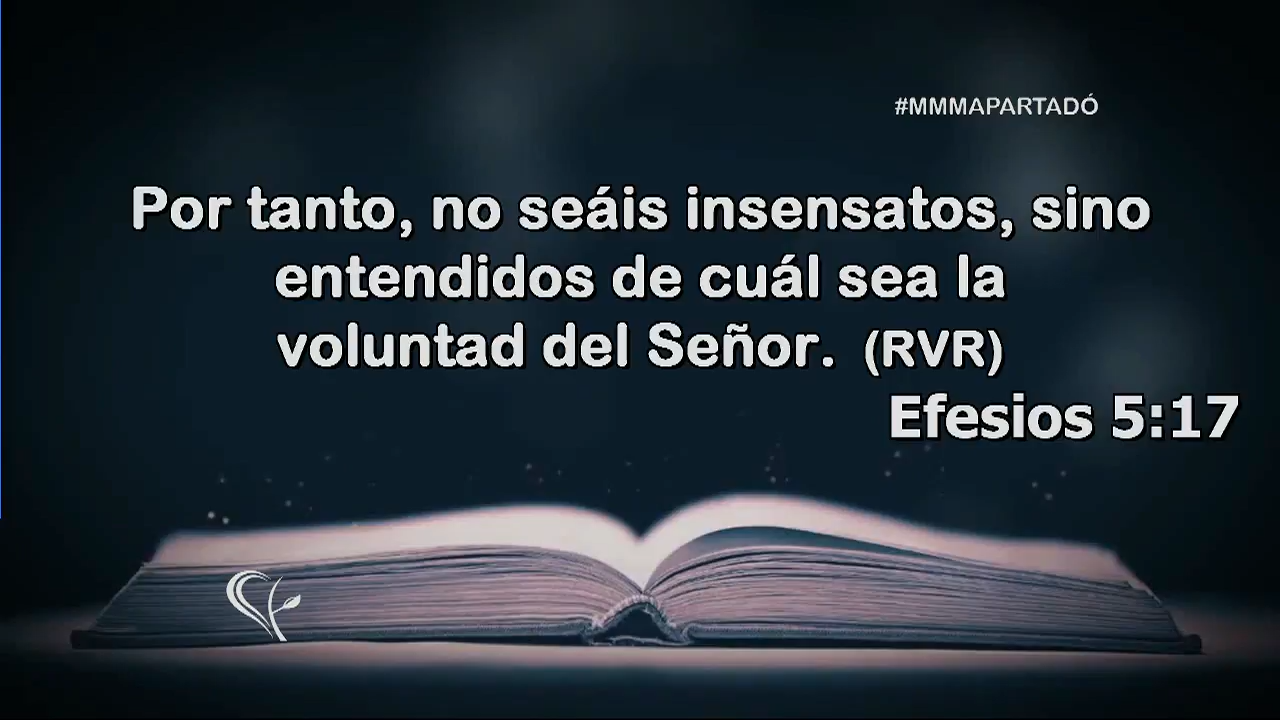 #MMMAPARTADÓ
Por tanto, no seáis insensatos, sino
entendidos de cuál sea la
voluntad del Señor. (RVR)
Efesios 5:17